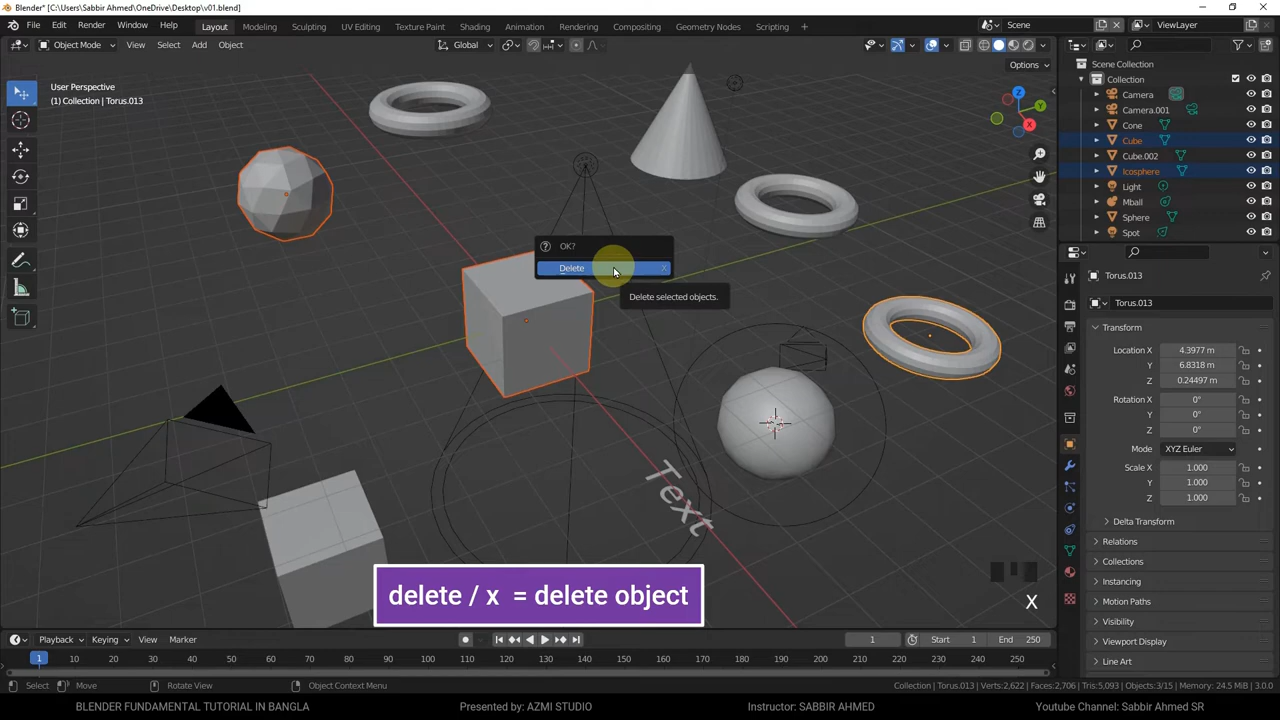 Blender* [C:\Users\Sabbir Ahmed\OneDrive\Desktop\v01.blend]
File Edit Render Window Help Layout Modeling Sculpting UV Editing Texture Paint Shading Animation Rendering Compositing Geometry Nodes Scripting + Scene ViewLayer
Object Mode View Select Add Object Global
Options
User Perspective
(1) Collection | Torus.013
Z
Y
X
Scene Collection
Collection
Camera
Camera.001
Cone
Cube
Cube.002
Icosphere
Light
Mball
Sphere
Spot
OK?
Delete X
Delete selected objects.
Text
Torus.013
Torus.013
Transform
Location X 4.3977 m
Y 6.8318 m
Z 0.24497 m
Rotation X 0°
Y 0°
Z 0°
Mode XYZ Euler
Scale X 1.000
Y 1.000
Z 1.000
Delta Transform
Relations
Collections
Instancing
Motion Paths
Visibility
Viewport Display
Line Art
delete / x = delete object
X
Playback Keying View Marker 1 Start 1 End 250
1 10 20 30 40 50 60 70 80 90 100 110 120 130 140 150 160 170 180 190 200 210 220 230 240 250
Select Move Rotate View Object Context Menu Collection | Torus.013 | Verts:2,622 | Faces:2,706 | Tris:5,093 | Objects:3/15 | Memory: 24.5 MiB | 3.0.0
BLENDER FUNDAMENTAL TUTORIAL IN BANGLA Presented by: AZMI STUDIO Instructor: SABBIR AHMED Youtube Channel: Sabbir Ahmed SR